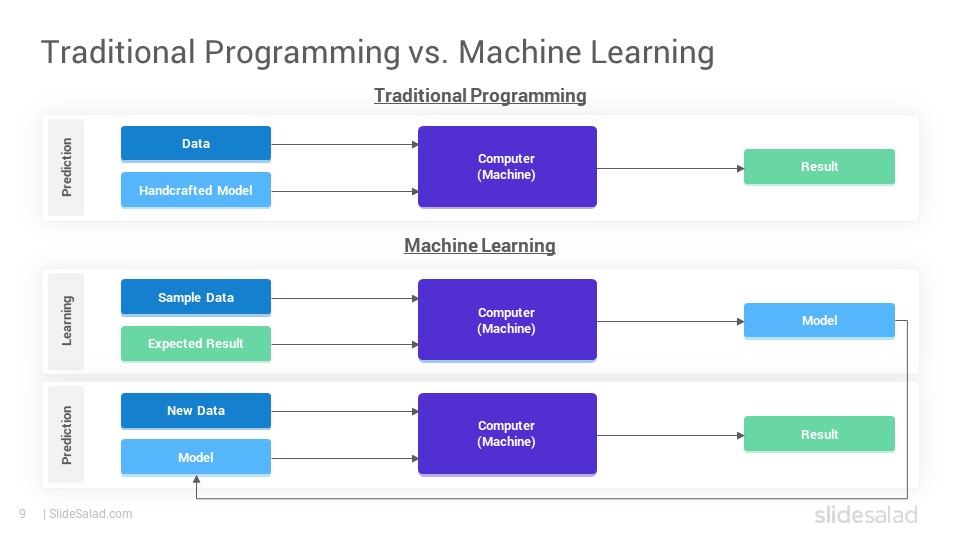 Traditional Programming vs. Machine Learning
Traditional Programming
Prediction
Data
Handcrafted Model
Computer
(Machine)
Result
Machine Learning
Learning
Sample Data
Expected Result
Computer
(Machine)
Model
Prediction
New Data
Model
Computer
(Machine)
Result
9 | SlideSalad.com
slidesalad